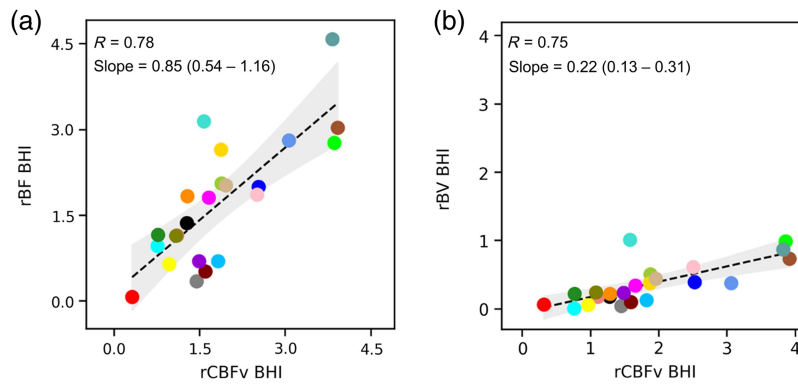 (a)
R = 0.78
Slope = 0.85 (0.54 – 1.16)
rBF BHI
4.5
3.0
1.5
0.0
0.0 1.5 3.0 4.5
rCBFv BHI
(b)
R = 0.75
Slope = 0.22 (0.13 – 0.31)
rBV BHI
4
3
2
1
0
0 1 2 3 4
rCBFv BHI